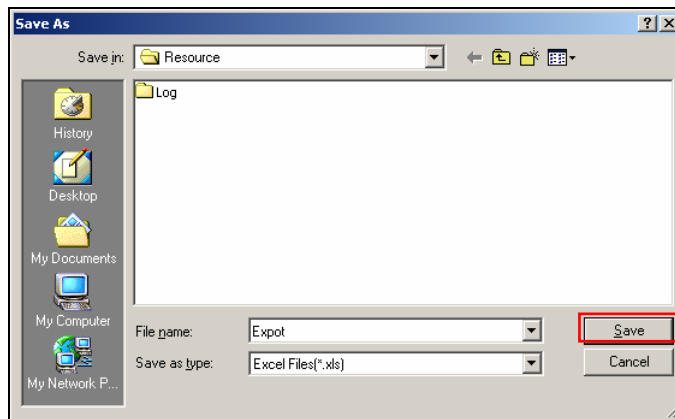 Save As
Save in: Resource
Log
History
Desktop
My Documents
My Computer
My Network P...
File name: Expot Save
Save as type: Excel Files(*.xls) Cancel